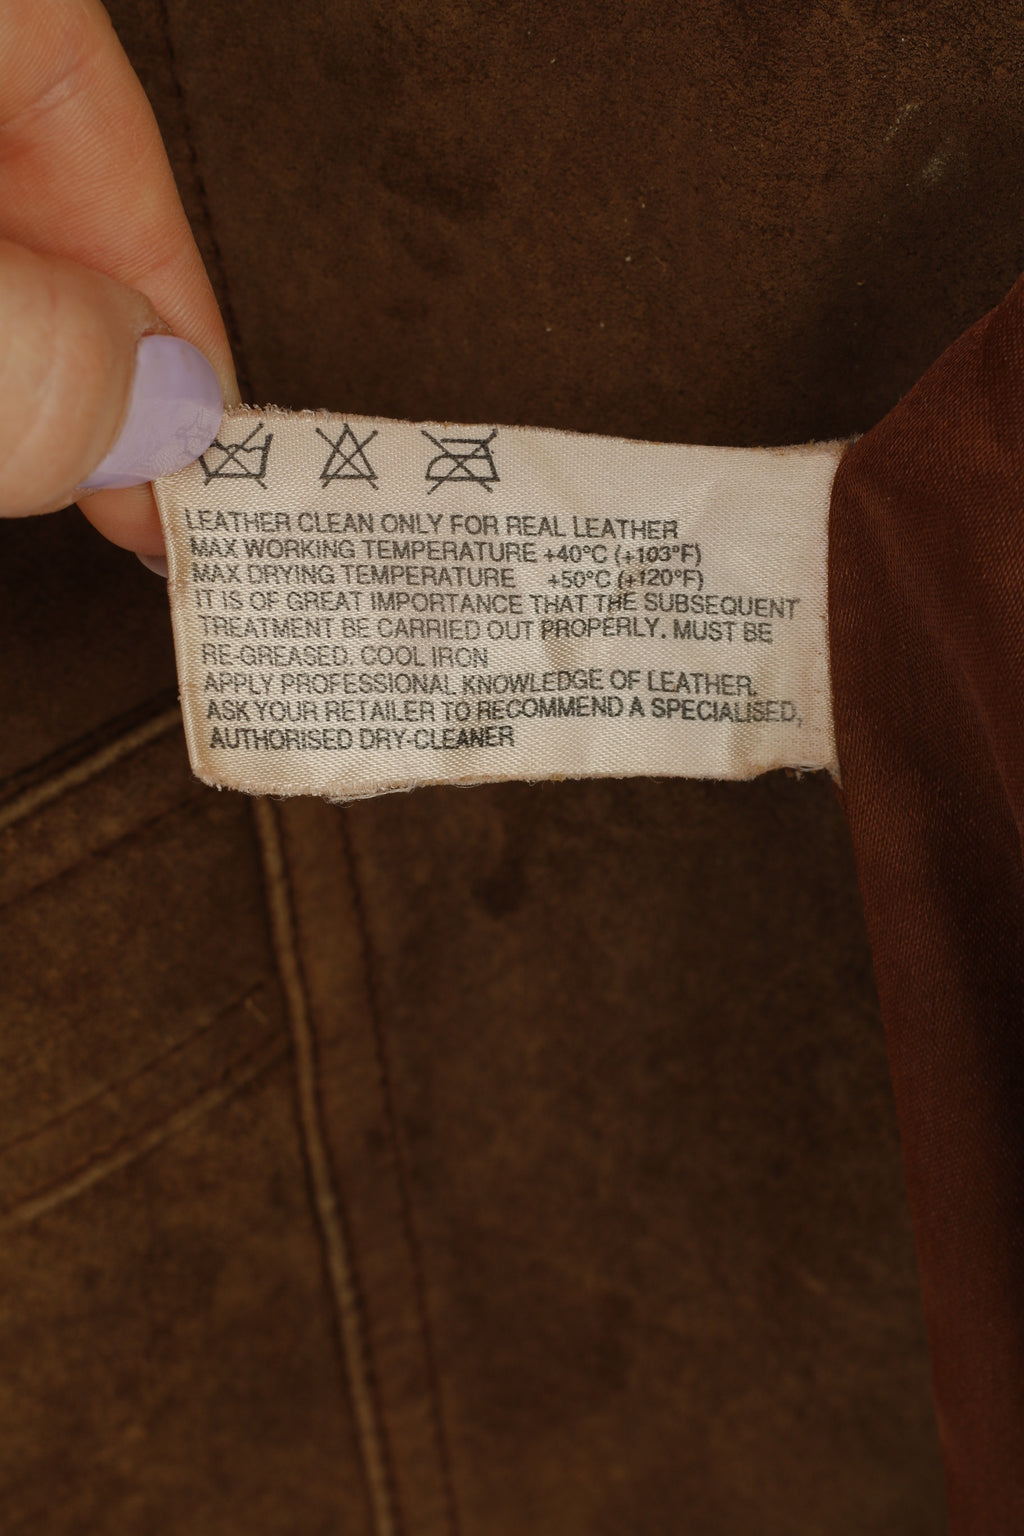 LEATHER CLEAN ONLY FOR REAL LEATHER
MAX WORKING TEMPERATURE +40°C (+103°F)
MAX DRYING TEMPERATURE +50°C (+120°F)
IT IS OF GREAT IMPORTANCE THAT THE SUBSEQUENT
TREATMENT BE CARRIED OUT PROPERLY. MUST BE
RE-GREASED. COOL IRON
APPLY PROFESSIONAL KNOWLEDGE OF LEATHER.
ASK YOUR RETAILER TO RECOMMEND A SPECIALISED,
AUTHORISED DRY-CLEANER